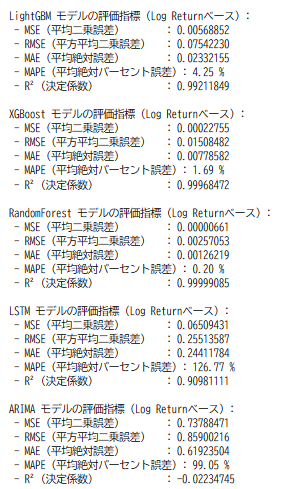 LightGBM モデルの評価指標 (Log Returnベース) :
- MSE (平均二乗誤差) : 0.00568852
- RMSE (平方平均二乗誤差) : 0.07542230
- MAE (平均絶対誤差) : 0.02332155
- MAPE (平均絶対パーセント誤差) : 4.25 %
- R² (決定係数) : 0.99211849
XGBoost モデルの評価指標 (Log Returnベース) :
- MSE (平均二乗誤差) : 0.00022755
- RMSE (平方平均二乗誤差) : 0.01508482
- MAE (平均絶対誤差) : 0.00778582
- MAPE (平均絶対パーセント誤差) : 1.69 %
- R² (決定係数) : 0.99968472
RandomForest モデルの評価指標 (Log Returnベース) :
- MSE (平均二乗誤差) : 0.00000661
- RMSE (平方平均二乗誤差) : 0.00257053
- MAE (平均絶対誤差) : 0.00126219
- MAPE (平均絶対パーセント誤差) : 0.20 %
- R² (決定係数) : 0.99999085
LSTM モデルの評価指標 (Log Returnベース) :
- MSE (平均二乗誤差) : 0.06509431
- RMSE (平方平均二乗誤差) : 0.25513587
- MAE (平均絶対誤差) : 0.24411784
- MAPE (平均絶対パーセント誤差) : 126.77 %
- R² (決定係数) : 0.90981111
ARIMA モデルの評価指標 (Log Returnベース) :
- MSE (平均二乗誤差) : 0.73788471
- RMSE (平方平均二乗誤差) : 0.85900216
- MAE (平均絶対誤差) : 0.61923504
- MAPE (平均絶対パーセント誤差) : 99.05 %
- R² (決定係数) : -0.02234745